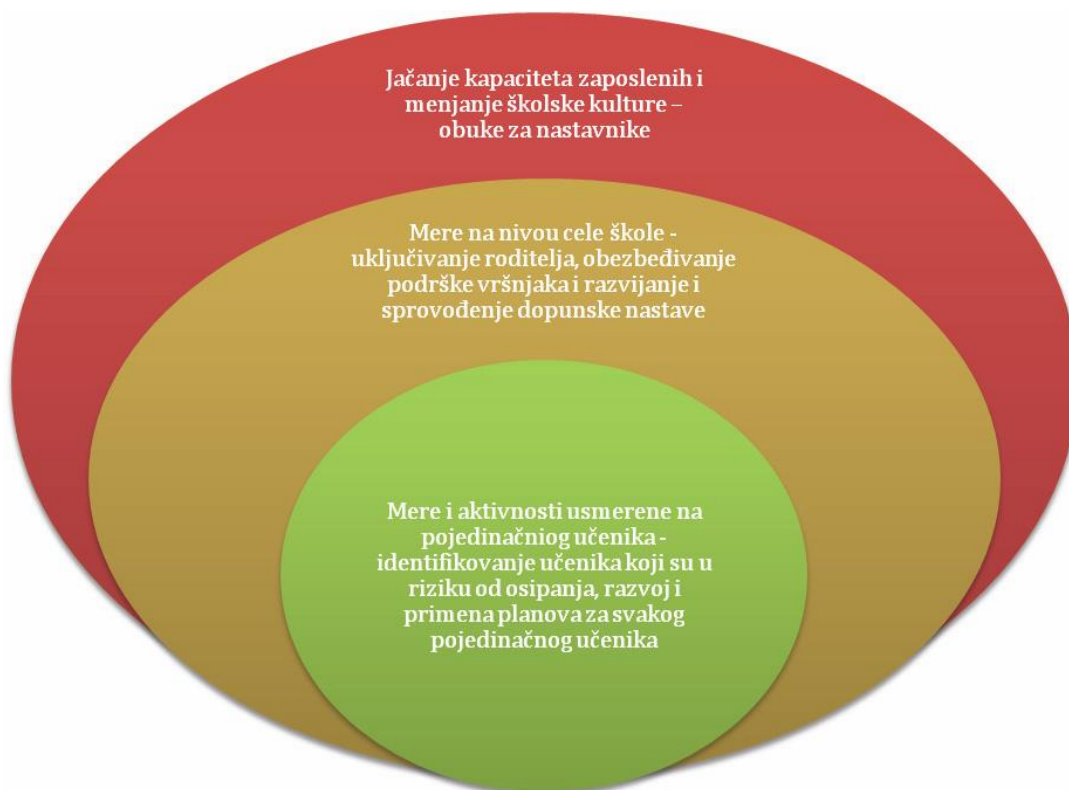 Jačanje kapaciteta zaposlenih i
menjanje školske kulture –
obuke za nastavnike
Mere na nivou cele škole -
uključivanje roditelja, obezbeđivanje
podrške vršnjaka i razvijanje i
sprovođenje dopunske nastave
Mere i aktivnosti usmerene na
pojedinačniog učenika -
identifikovanje učenika koji su u
riziku od osipanja, razvoj i
primena planova za svakog
pojedinačnog učenika